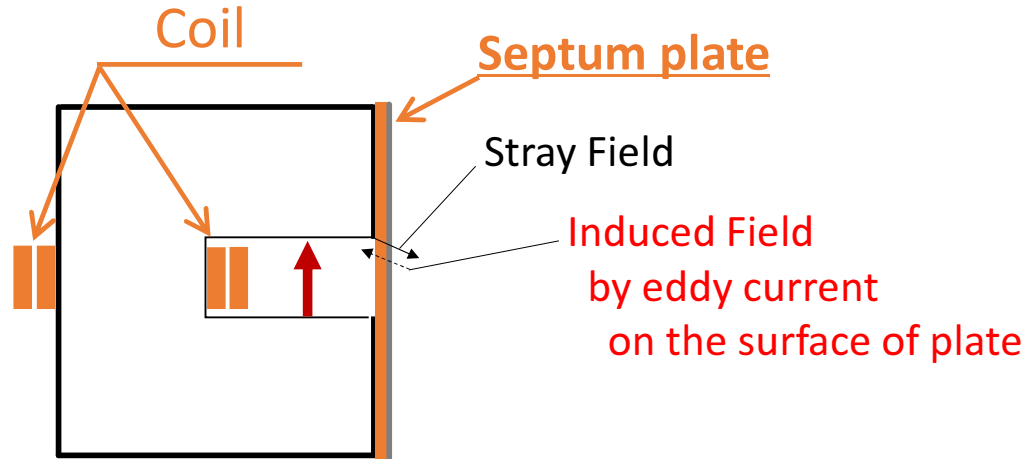 Coil
Septum plate
Stray Field
Induced Field
by eddy current
on the surface of plate